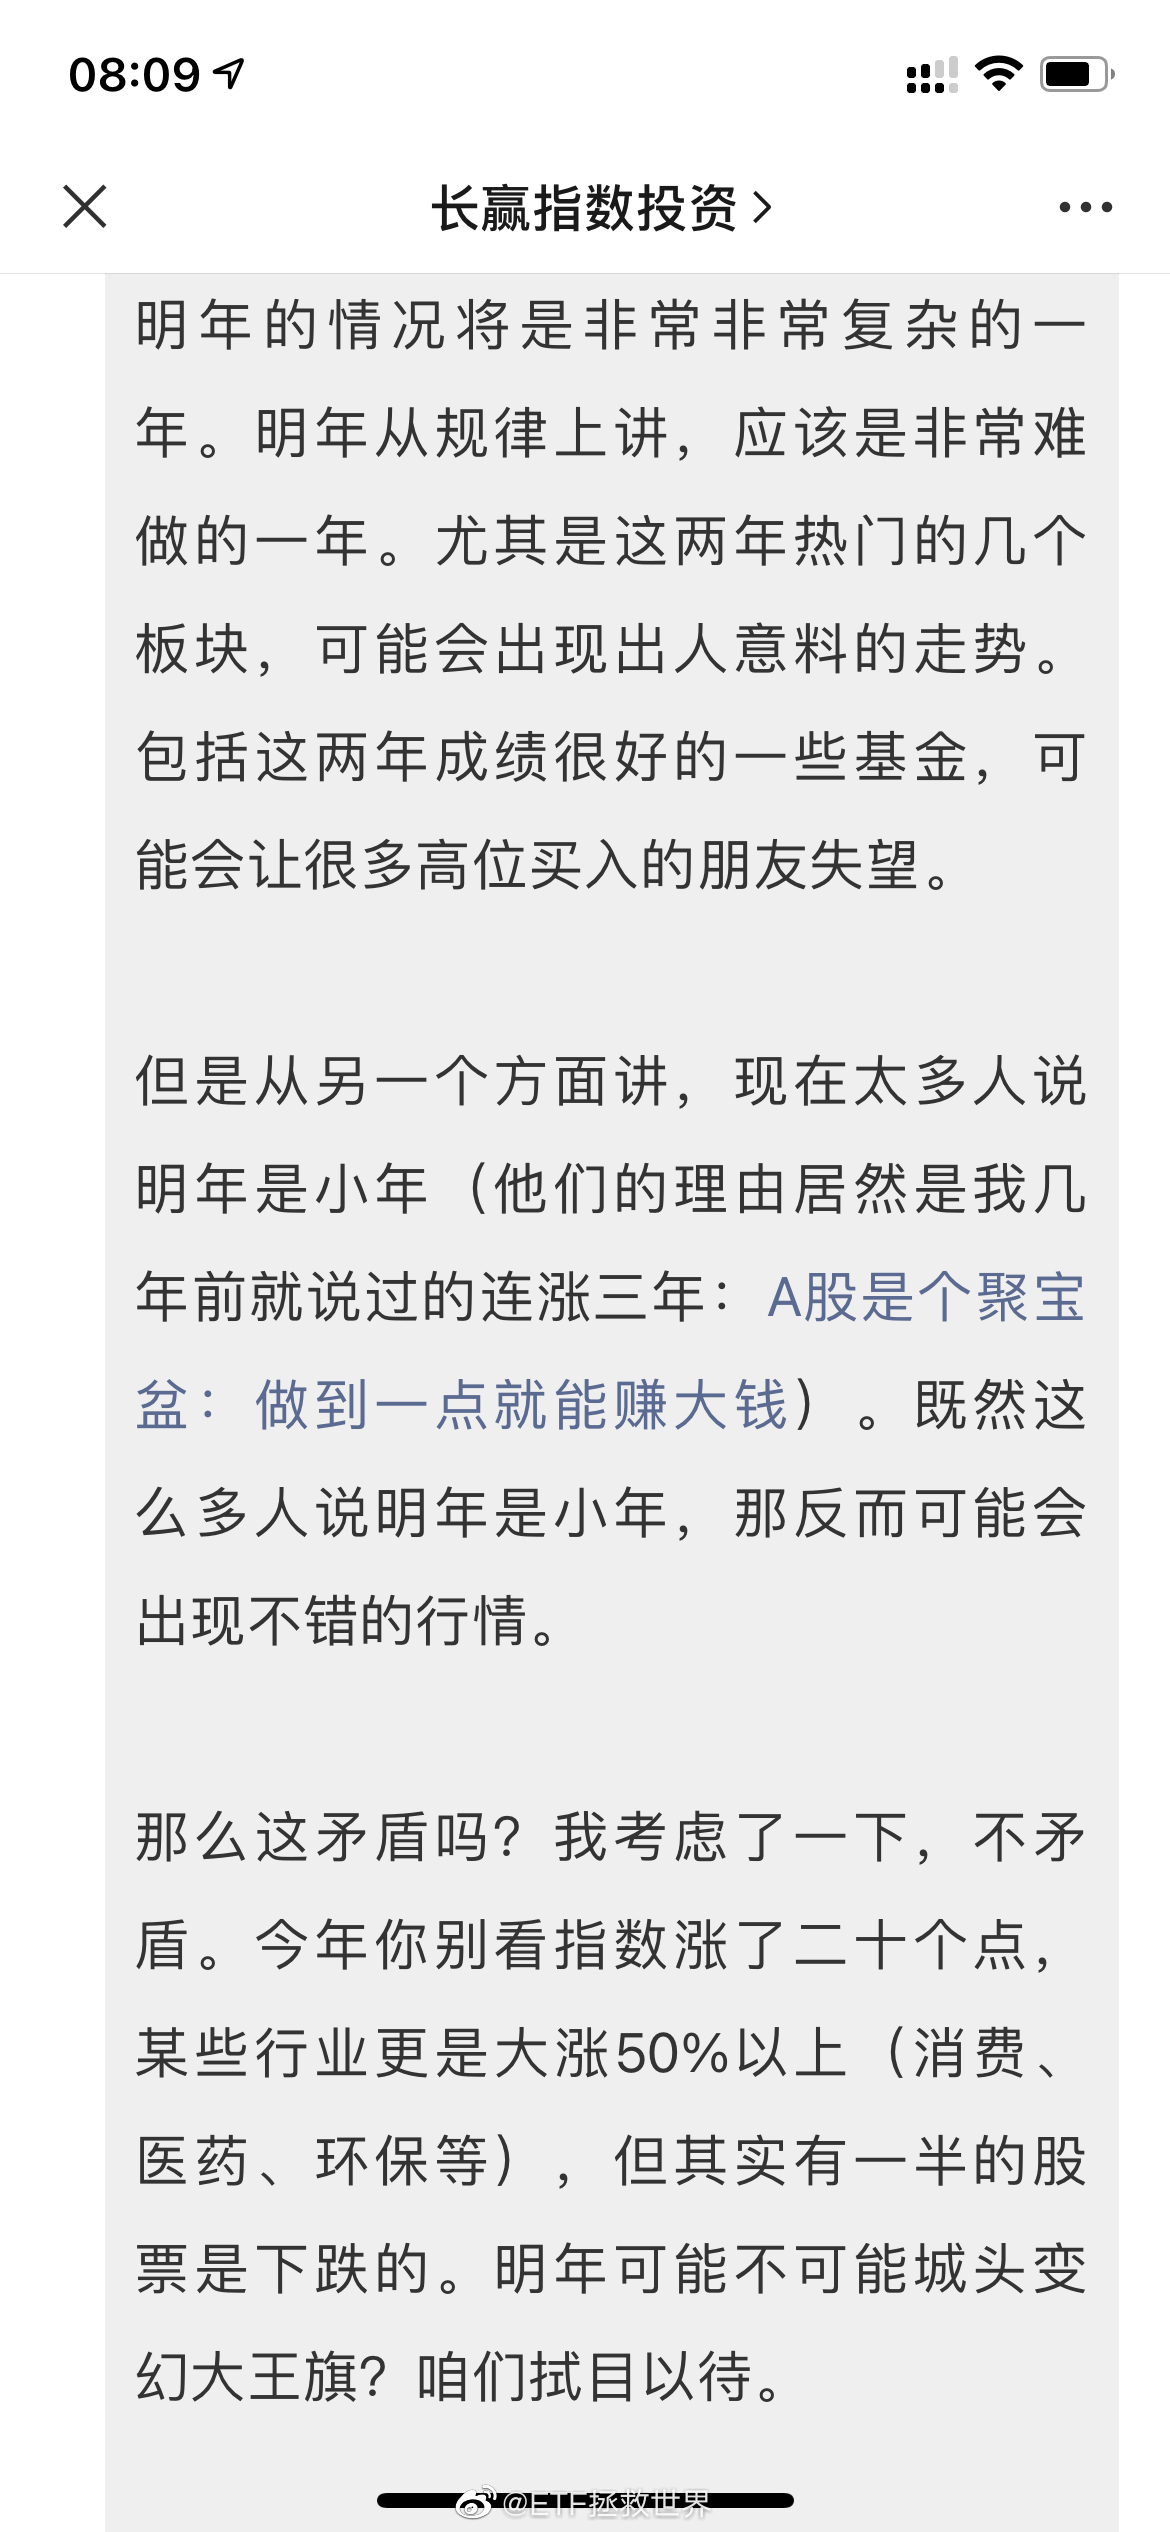 08:09
长赢指数投资
明年的情况将是非常非常复杂的一
年。明年从规律上讲，应该是非常难
做的一年。尤其是这两年热门的几个
板块，可能会出现出人意料的走势。
包括这两年成绩很好的一些基金，可
能会让很多高位买入的朋友失望。
但是从另一个方面讲，现在太多人说
明年是小年（他们的理由居然是我几
年前就说过的连涨三年：A股是个聚宝
盆：做到一点就能赚大钱）。既然这
么多人说明年是小年，那反而可能会
出现不错的行情。
那么这矛盾吗？我考虑了一下，不矛
盾。今年你别看指数涨了二十个点，
某些行业更是大涨50%以上（消费、
医药、环保等），但其实有一半的股
票是下跌的。明年可能不可能城头变
幻大王旗？咱们拭目以待。
@ETF拯救世界